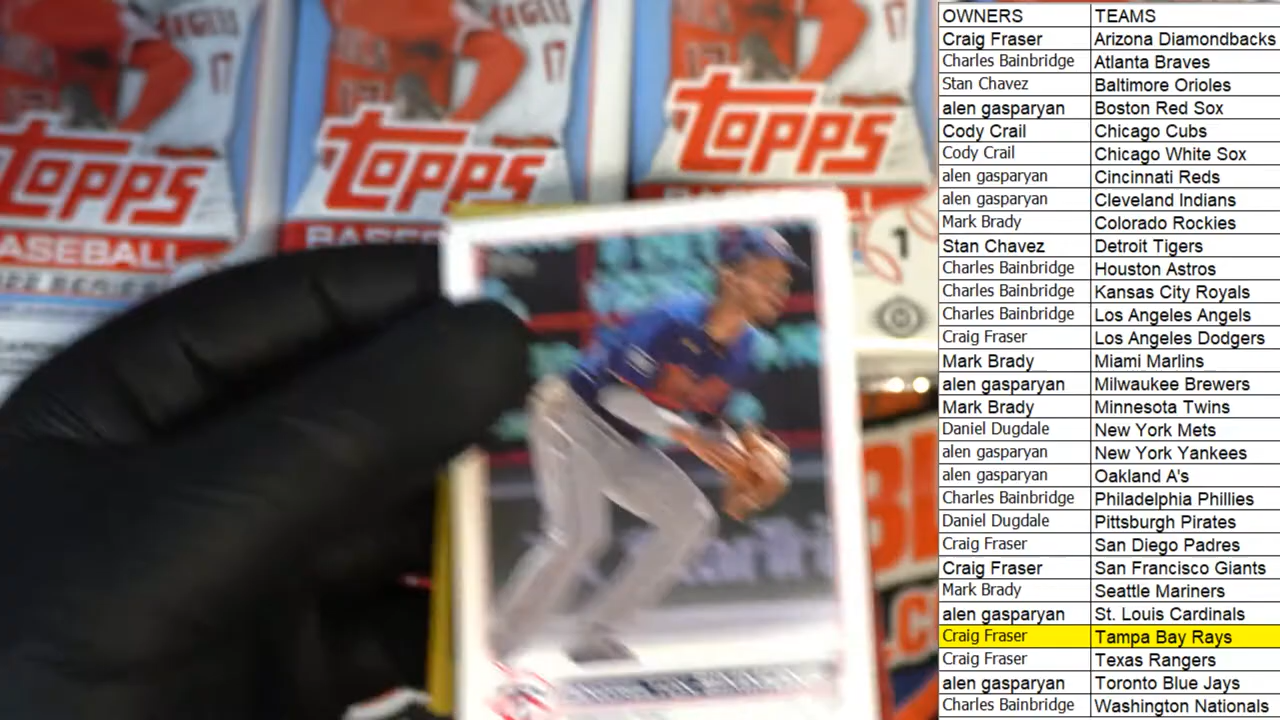 ANGELS
17
17
17
TOPPS
TOPPS
TOPPS
BASEBALL
1
OWNERS TEAMS
Craig Fraser Arizona Diamondbacks
Charles Bainbridge Atlanta Braves
Stan Chavez Baltimore Orioles
alen gasparyan Boston Red Sox
Cody Crail Chicago Cubs
Cody Crail Chicago White Sox
alen gasparyan Cincinnati Reds
alen gasparyan Cleveland Indians
Mark Brady Colorado Rockies
Stan Chavez Detroit Tigers
Charles Bainbridge Houston Astros
Charles Bainbridge Kansas City Royals
Charles Bainbridge Los Angeles Angels
Craig Fraser Los Angeles Dodgers
Mark Brady Miami Marlins
alen gasparyan Milwaukee Brewers
Mark Brady Minnesota Twins
Daniel Dugdale New York Mets
alen gasparyan New York Yankees
alen gasparyan Oakland A's
Charles Bainbridge Philadelphia Phillies
Daniel Dugdale Pittsburgh Pirates
Craig Fraser San Diego Padres
Craig Fraser San Francisco Giants
Mark Brady Seattle Mariners
alen gasparyan St. Louis Cardinals
Craig Fraser Tampa Bay Rays
Craig Fraser Texas Rangers
alen gasparyan Toronto Blue Jays
Charles Bainbridge Washington Nationals